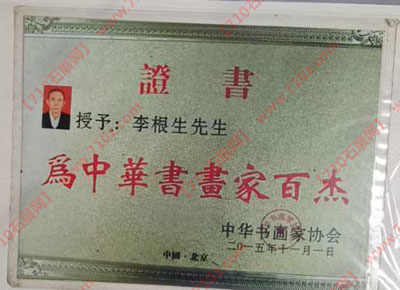 證書
授予：李根生先生
爲中華書畫家百杰
中华书画家协会
中國·北京
二0一五年十一月一日